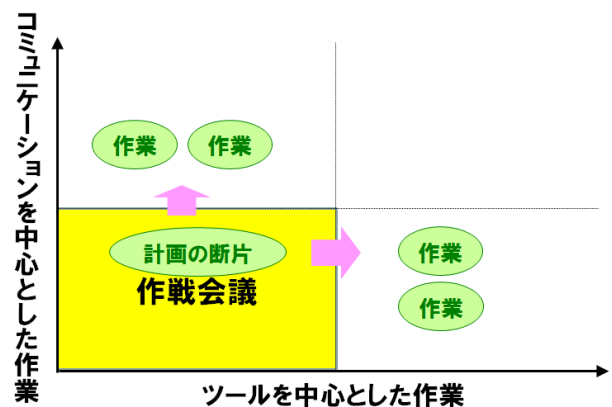 コミュニケーションを中心とした作業
作業
作業
計画の断片
作戦会議
作業
作業
ツールを中心とした作業